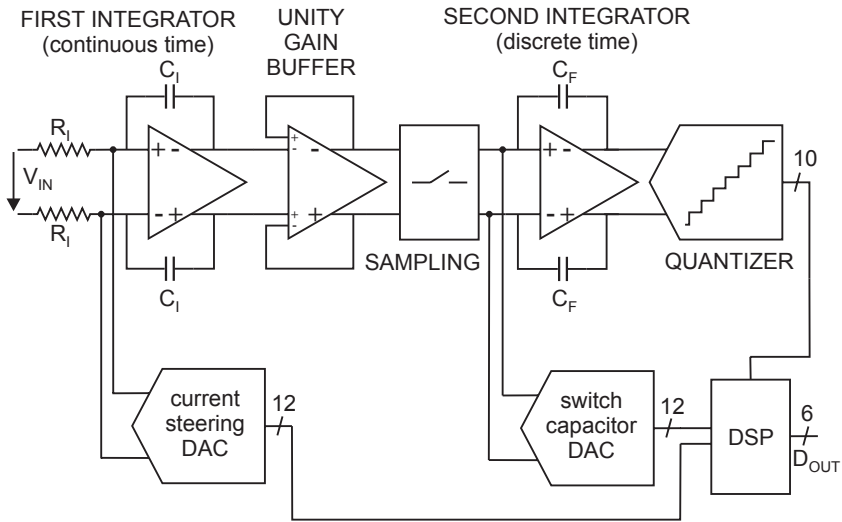 FIRST INTEGRATOR
(continuous time)
UNITY
GAIN
BUFFER
SECOND INTEGRATOR
(discrete time)
C_I
C_F
R_I
V_IN
R_I
+ -
- +
+
-
-
+
-
+
+ -
- +
10
SAMPLING
QUANTIZER
C_I
C_F
current
steering
DAC
12
switch
capacitor
DAC
12
DSP
6
D_OUT